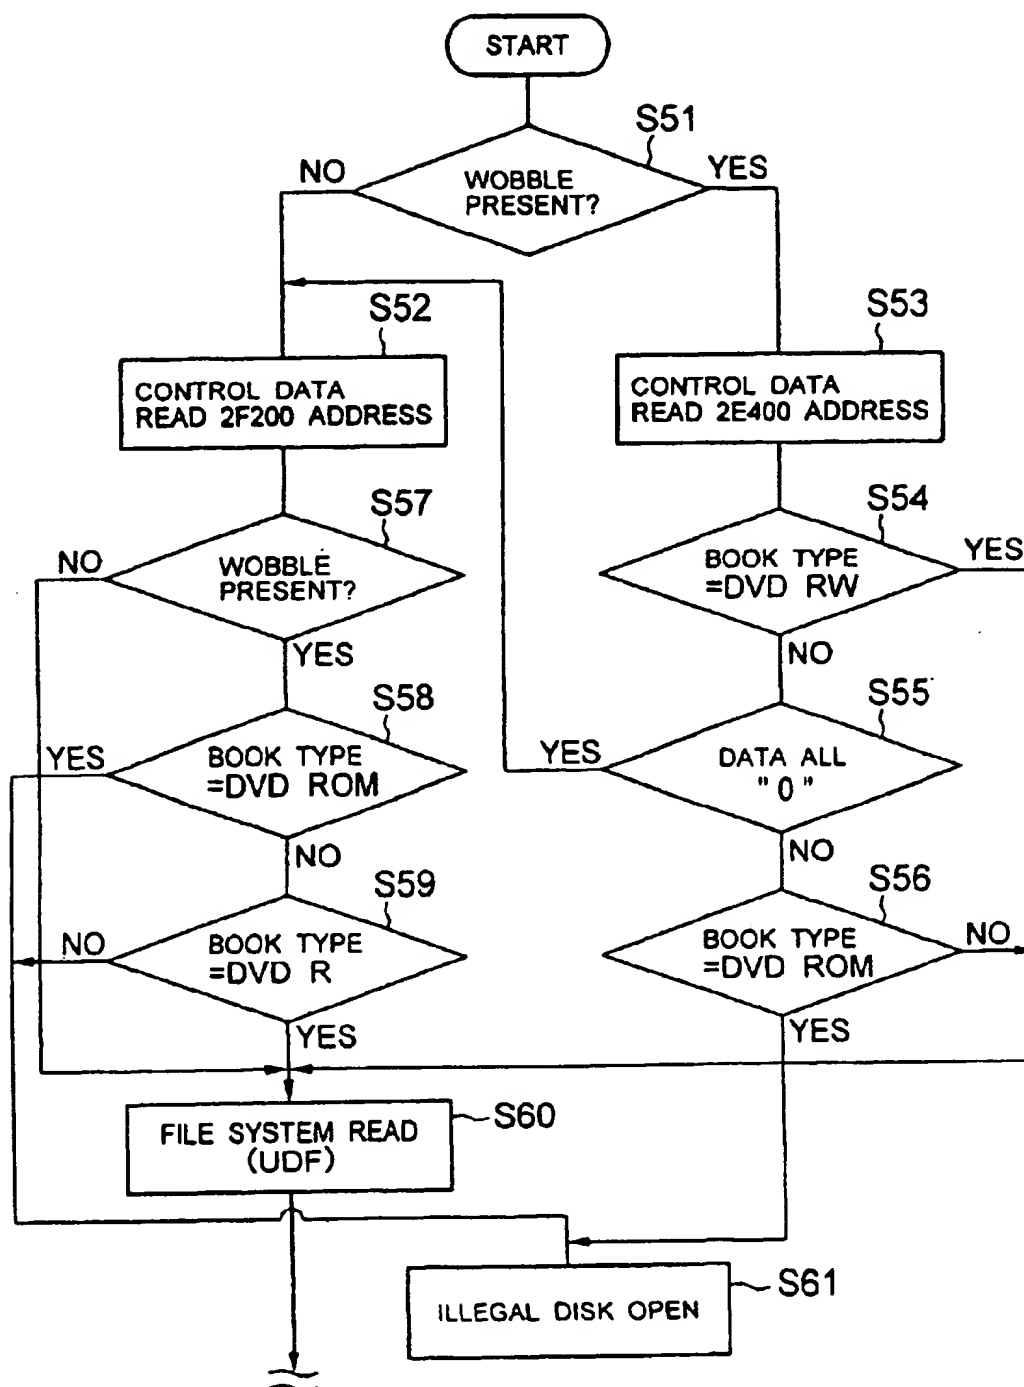 START
S51
NO
YES
WOBBLE
PRESENT?
S52
S53
CONTROL DATA
READ 2F200 ADDRESS
CONTROL DATA
READ 2E400 ADDRESS
S57
S54
NO
WOBBLE
PRESENT?
BOOK TYPE
=DVD RW
YES
YES
NO
S58
S55
YES
BOOK TYPE
=DVD ROM
YES
DATA ALL
"0"
NO
NO
S59
S56
NO
BOOK TYPE
=DVD R
BOOK TYPE
=DVD ROM
NO
YES
YES
FILE SYSTEM READ
(UDF)
S60
S61
ILLEGAL DISK OPEN